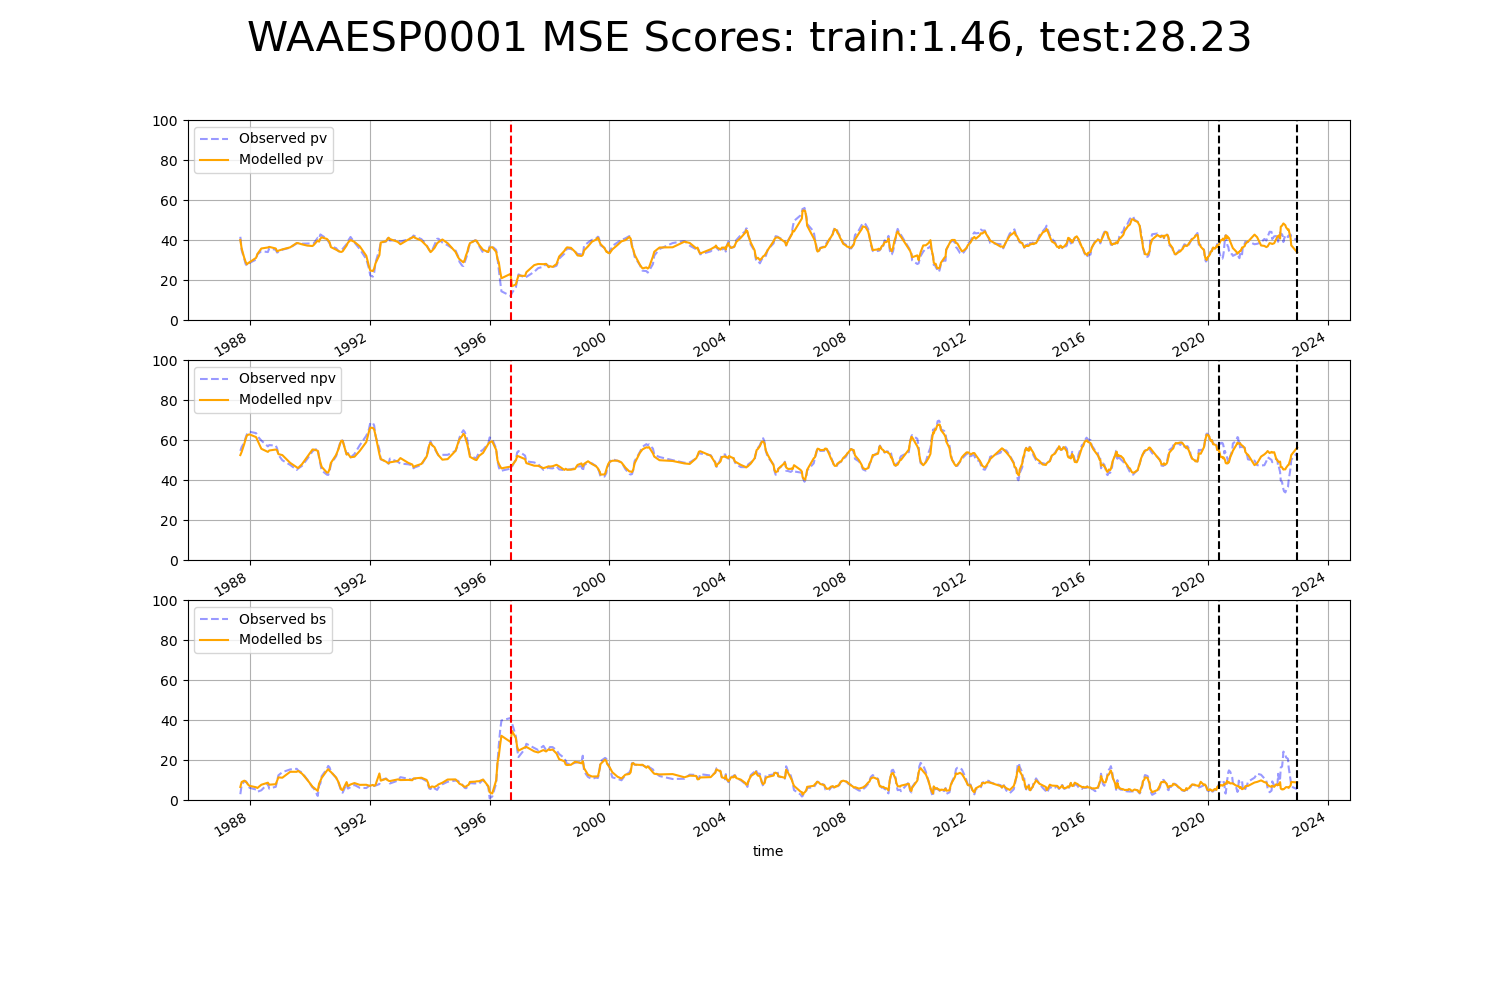 WAAESP0001 MSE Scores: train:1.46, test:28.23
100
80
60
40
20
0
Observed pv
Modelled pv
1988 1992 1996 2000 2004 2008 2012 2016 2020 2024
100
80
60
40
20
0
Observed npv
Modelled npv
1988 1992 1996 2000 2004 2008 2012 2016 2020 2024
100
80
60
40
20
0
Observed bs
Modelled bs
1988 1992 1996 2000 2004 2008 2012 2016 2020 2024
time